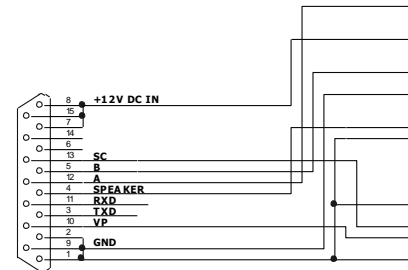 8 +12V DC IN
15
7
14
6
13 SC
5 B
12 A
4 SPEAKER
11 RXD
3 TXD
10 VP
2
9 GND
1